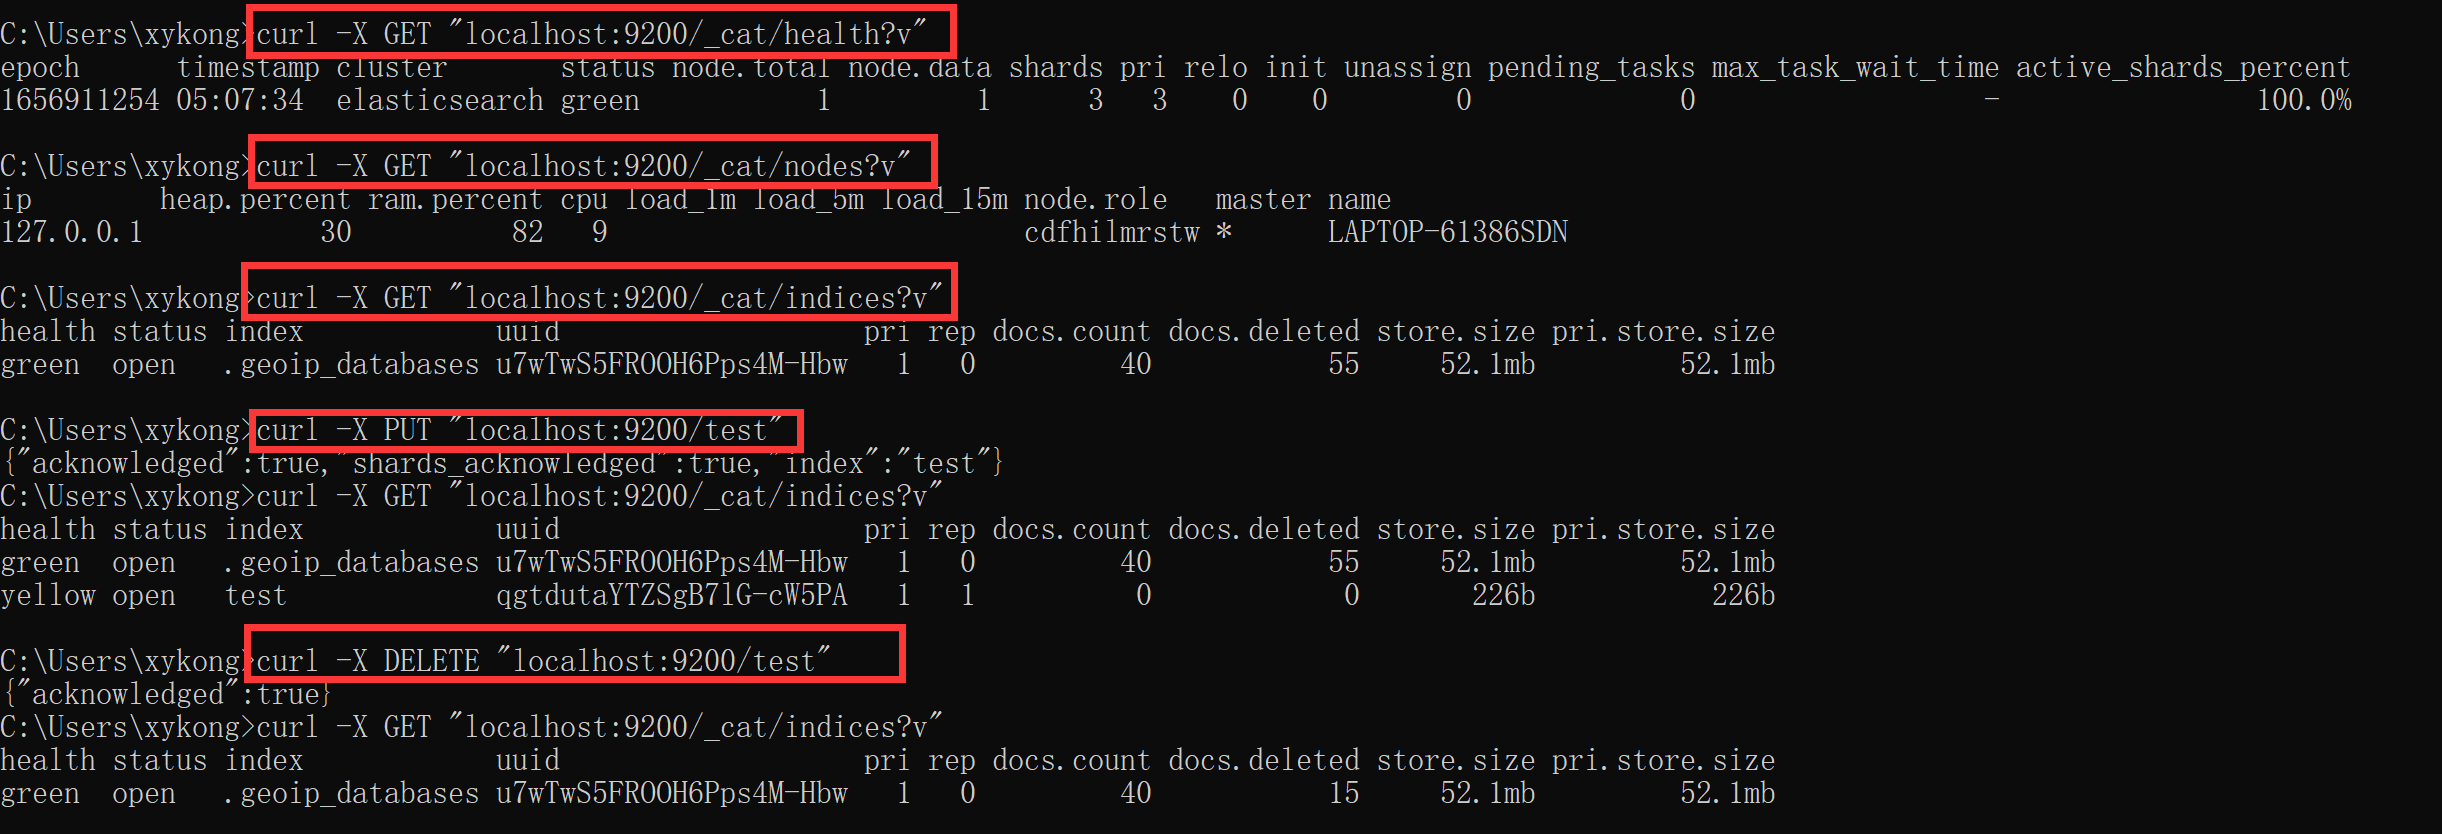 C:\Users\xykong>curl -X GET "localhost:9200/_cat/health?v"
epoch      timestamp cluster       status node.total node.data shards pri relo init unassign pending_tasks max_task_wait_time active_shards_percent
1656911254 05:07:34  elasticsearch green           1         1      3   3    0    0        0             0                  -                100.0%
C:\Users\xykong>curl -X GET "localhost:9200/_cat/nodes?v"
ip        heap.percent ram.percent cpu load_1m load_5m load_15m node.role   master name
127.0.0.1           30          82   9                          cdfhilmrstw *      LAPTOP-61386SDN
C:\Users\xykong>curl -X GET "localhost:9200/_cat/indices?v"
health status index            uuid                   pri rep docs.count docs.deleted store.size pri.store.size
green  open   .geoip_databases u7wTwS5FROOH6Pps4M-Hbw   1   0         40           55     52.1mb         52.1mb
C:\Users\xykong>curl -X PUT "localhost:9200/test"
{"acknowledged":true,"shards_acknowledged":true,"index":"test"}
C:\Users\xykong>curl -X GET "localhost:9200/_cat/indices?v"
health status index            uuid                   pri rep docs.count docs.deleted store.size pri.store.size
green  open   .geoip_databases u7wTwS5FROOH6Pps4M-Hbw   1   0         40           55     52.1mb         52.1mb
yellow open   test             qgtdutaYTZSgB7lG-cW5PA   1   1          0            0       226b           226b
C:\Users\xykong>curl -X DELETE "localhost:9200/test"
{"acknowledged":true}
C:\Users\xykong>curl -X GET "localhost:9200/_cat/indices?v"
health status index            uuid                   pri rep docs.count docs.deleted store.size pri.store.size
green  open   .geoip_databases u7wTwS5FROOH6Pps4M-Hbw   1   0         40           15     52.1mb         52.1mb